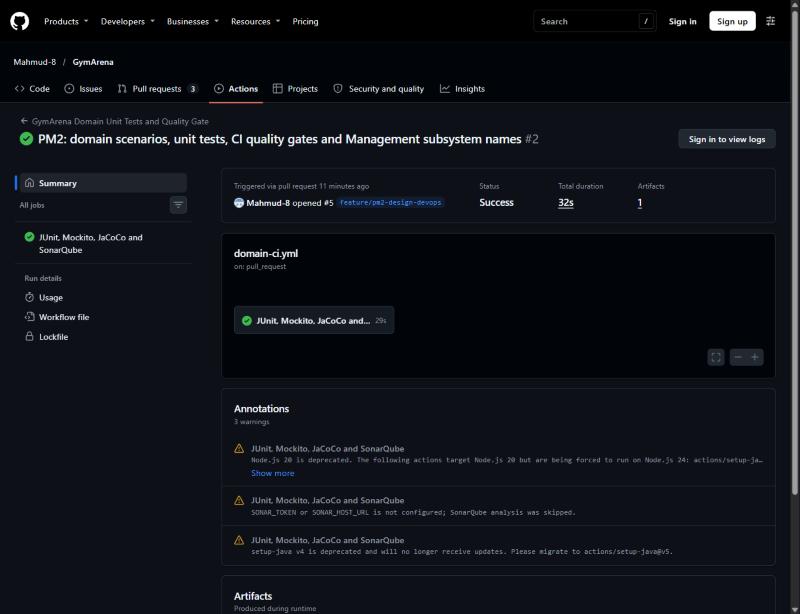 Products Developers Businesses Resources Pricing Search / Sign in Sign up
Mahmud-8 / GymArena
Code Issues Pull requests 3 Actions Projects Security and quality Insights
GymArena Domain Unit Tests and Quality Gate
PM2: domain scenarios, unit tests, CI quality gates and Management subsystem names #2
Sign in to view logs
Summary
All jobs
JUnit, Mockito, JaCoCo and
SonarQube
Run details
Usage
Workflow file
Lockfile
Triggered via pull request 11 minutes ago
Mahmud-8 opened #5 feature/pm2-design-devops
Status
Success
Total duration
32s
Artifacts
1
domain-ci.yml
on: pull_request
JUnit, Mockito, JaCoCo and... 29s
Annotations
3 warnings
JUnit, Mockito, JaCoCo and SonarQube
Node.js 20 is deprecated. The following actions target Node.js 20 but are being forced to run on Node.js 24: actions/setup-ja…
Show more
JUnit, Mockito, JaCoCo and SonarQube
SONAR_TOKEN or SONAR_HOST_URL is not configured; SonarQube analysis was skipped.
JUnit, Mockito, JaCoCo and SonarQube
setup-java v4 is deprecated and will no longer receive updates. Please migrate to actions/setup-java@v5.
Artifacts
Produced during runtime